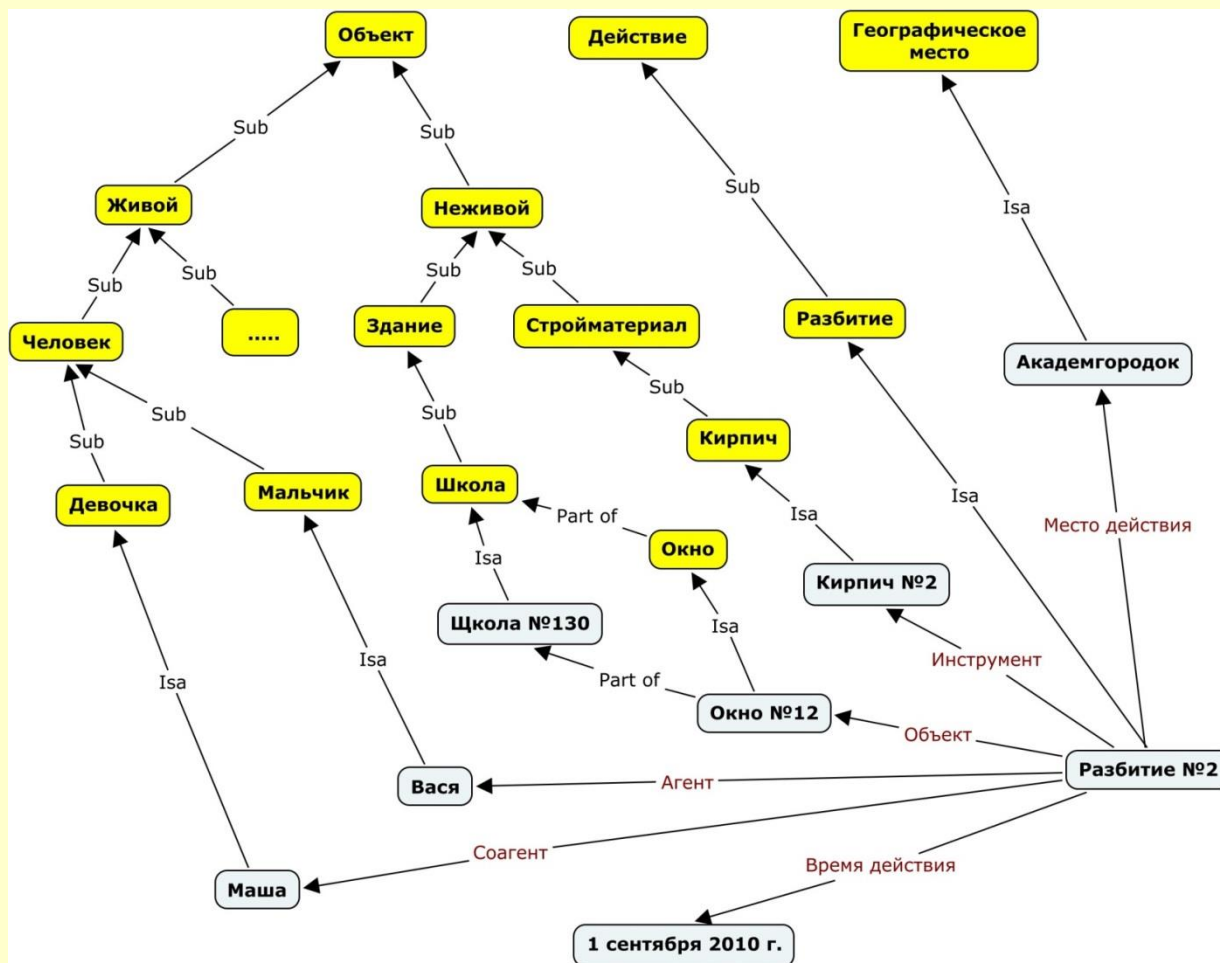 Объект
Действие
Географическое
место
Sub
Sub
Живой
Неживой
Sub
Isa
Sub
Sub
Sub
Sub
Человек
.....
Здание
Стройматериал
Разбитие
Академгородок
Sub
Sub
Sub
Sub
Кирпич
Девочка
Мальчик
Школа
Isa
Isa
Место действия
Part of
Окно
Isa
Кирпич №2
Щкола №130
Isa
Isa
Isa
Part of
Инструмент
Окно №12
Объект
Вася
Агент
Разбитие №2
Соагент
Время действия
Маша
1 сентября 2010 г.